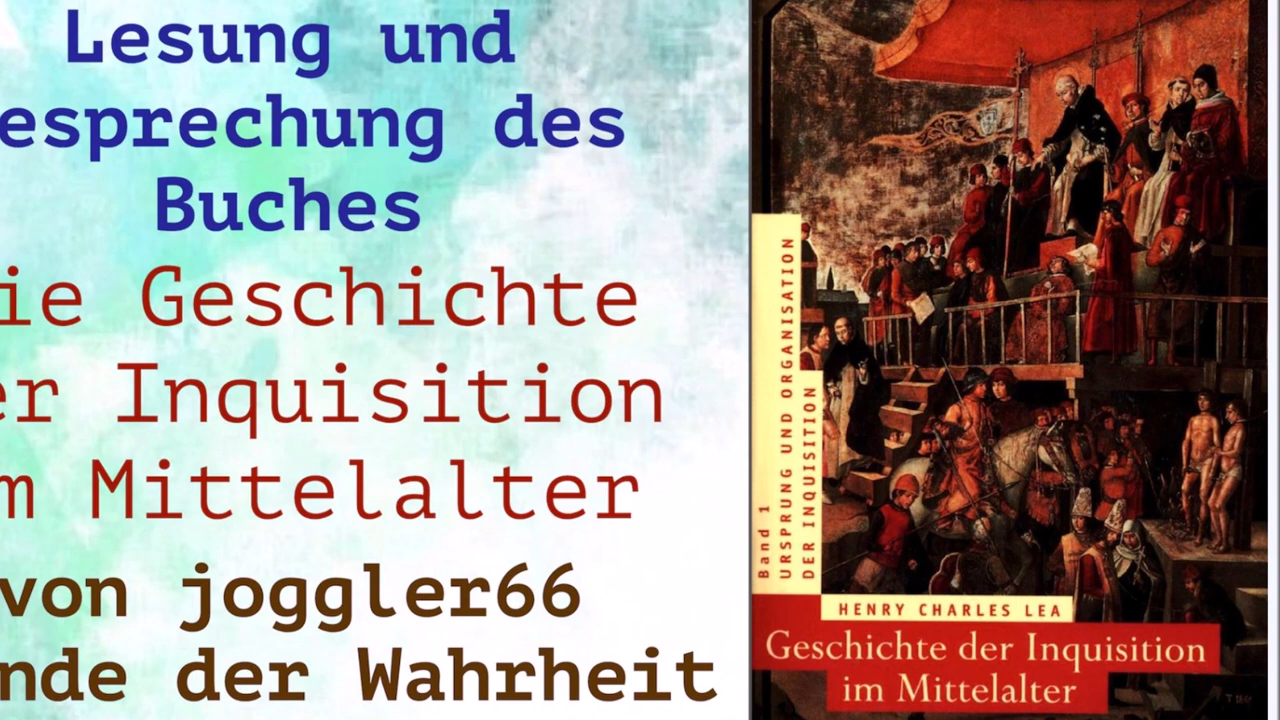 Lesung und
esprechung des
Buches
ie Geschichte
er Inquisition
m Mittelalter
von joggler66
nde der Wahrheit
Band 1
URSPRUNG UND ORGANISATION
DER INQUISITION
HENRY CHARLES LEA
Geschichte der Inquisition
im Mittelalter